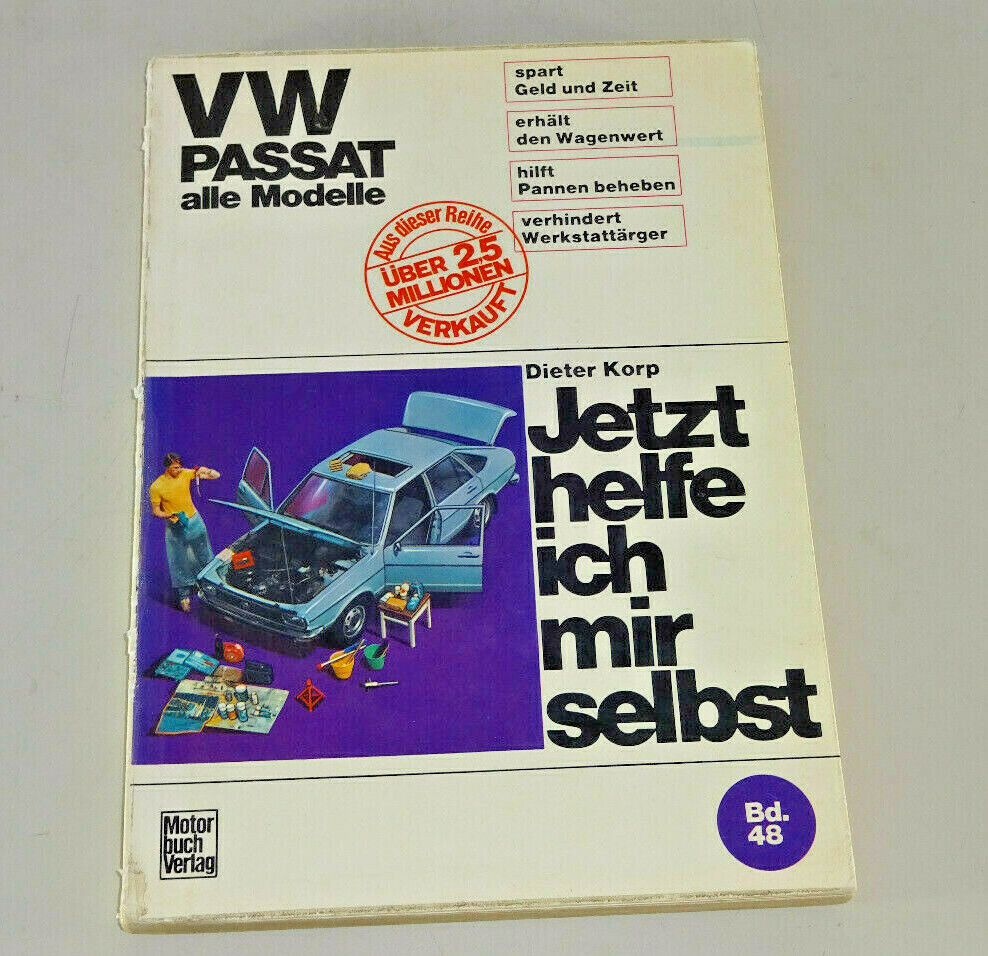 VW
PASSAT
alle Modelle
spart
Geld und Zeit
erhält
den Wagenwert
hilft
Pannen beheben
verhindert
Werkstattärger
Aus dieser Reihe
ÜBER 2,5
MILLIONEN
VERKAUFT
Dieter Korp
Jetzt
helfe
ich
mir
selbst
Motor
buch
Verlag
Bd.
48